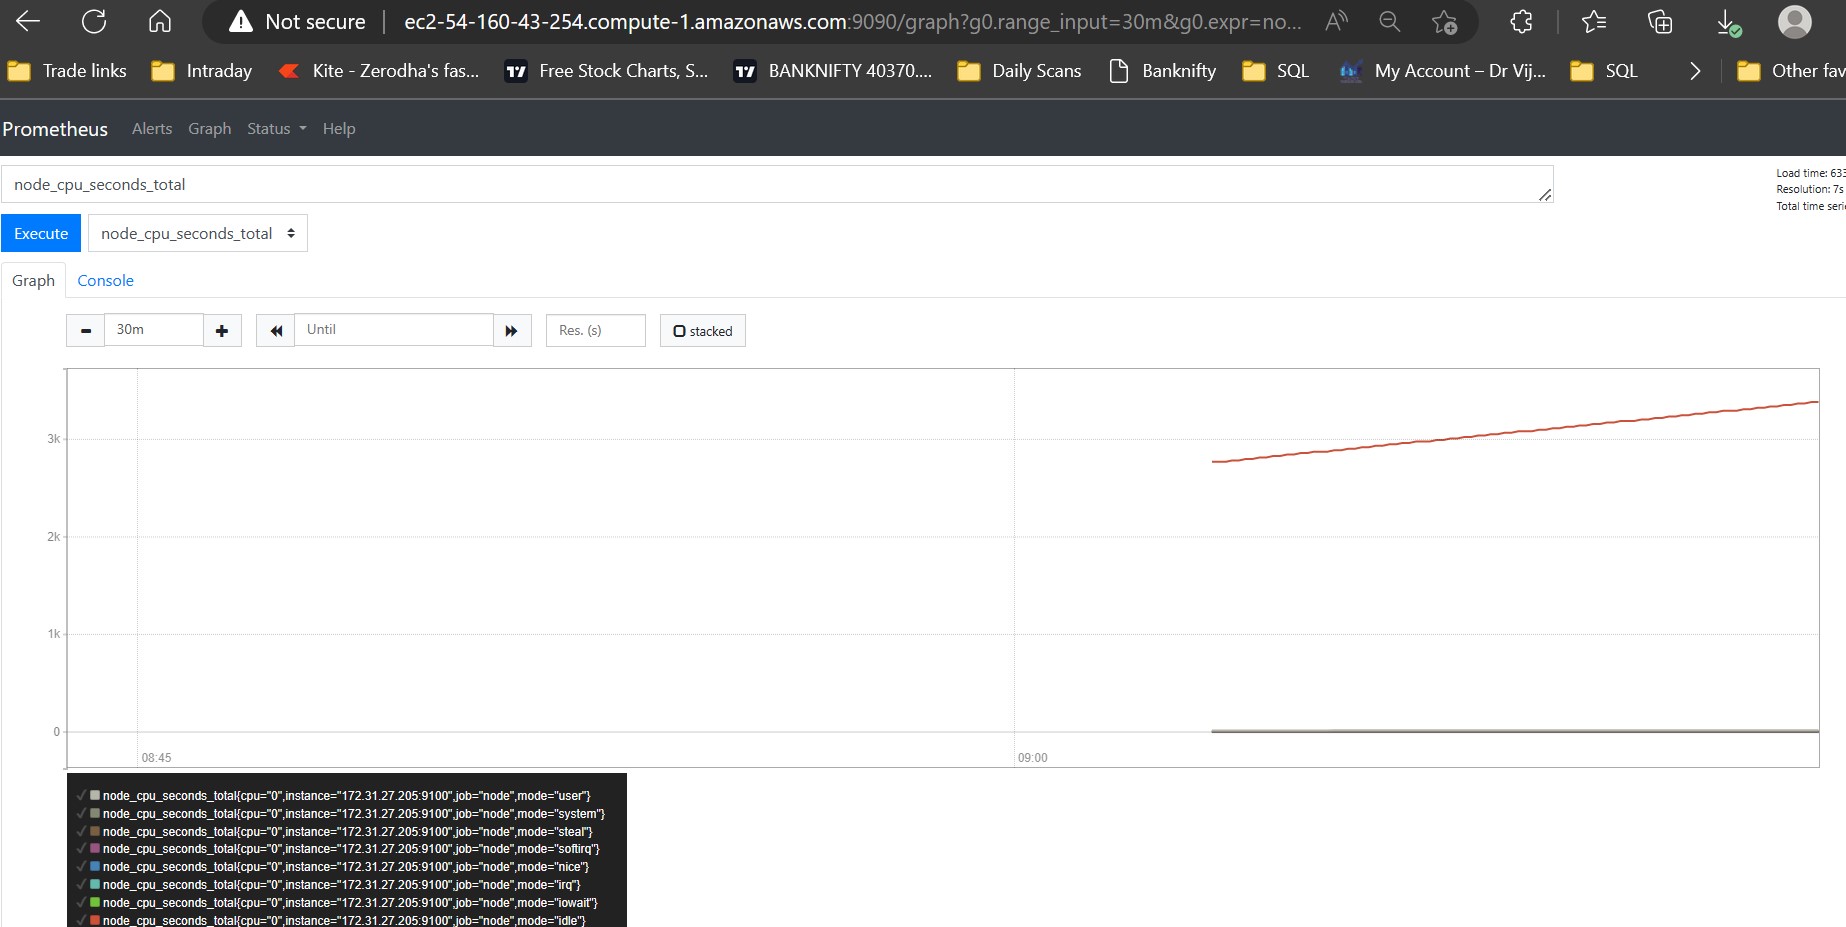 Not secure | ec2-54-160-43-254.compute-1.amazonaws.com:9090/graph?g0.range_input=30m&g0.expr=no... A
Trade links Intraday Kite - Zerodha's fas... Free Stock Charts, S... BANKNIFTY 40370.... Daily Scans Banknifty SQL My Account – Dr Vij... SQL Other fav
Prometheus Alerts Graph Status Help
node_cpu_seconds_total
Load time: 633
Resolution: 7s
Total time seri
Execute node_cpu_seconds_total
Graph Console
30m Until Res. (s) stacked
3k
2k
1k
0
08:45 09:00
node_cpu_seconds_total{cpu="0",instance="172.31.27.205:9100",job="node",mode="user"}
node_cpu_seconds_total{cpu="0",instance="172.31.27.205:9100",job="node",mode="system"}
node_cpu_seconds_total{cpu="0",instance="172.31.27.205:9100",job="node",mode="steal"}
node_cpu_seconds_total{cpu="0",instance="172.31.27.205:9100",job="node",mode="softirq"}
node_cpu_seconds_total{cpu="0",instance="172.31.27.205:9100",job="node",mode="nice"}
node_cpu_seconds_total{cpu="0",instance="172.31.27.205:9100",job="node",mode="irq"}
node_cpu_seconds_total{cpu="0",instance="172.31.27.205:9100",job="node",mode="iowait"}
node_cpu_seconds_total{cpu="0",instance="172.31.27.205:9100",job="node",mode="idle"}